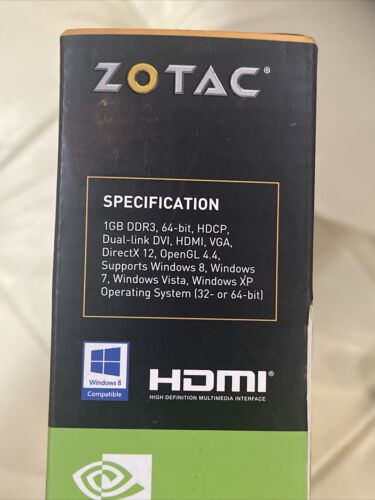 ZOTAC®
SPECIFICATION
1GB DDR3, 64-bit, HDCP,
Dual-link DVI, HDMI, VGA,
DirectX 12, OpenGL 4.4,
Supports Windows 8, Windows
7, Windows Vista, Windows XP
Operating System (32- or 64-bit)
Windows 8
Compatible
HDMI®
HIGH-DEFINITION MULTIMEDIA INTERFACE